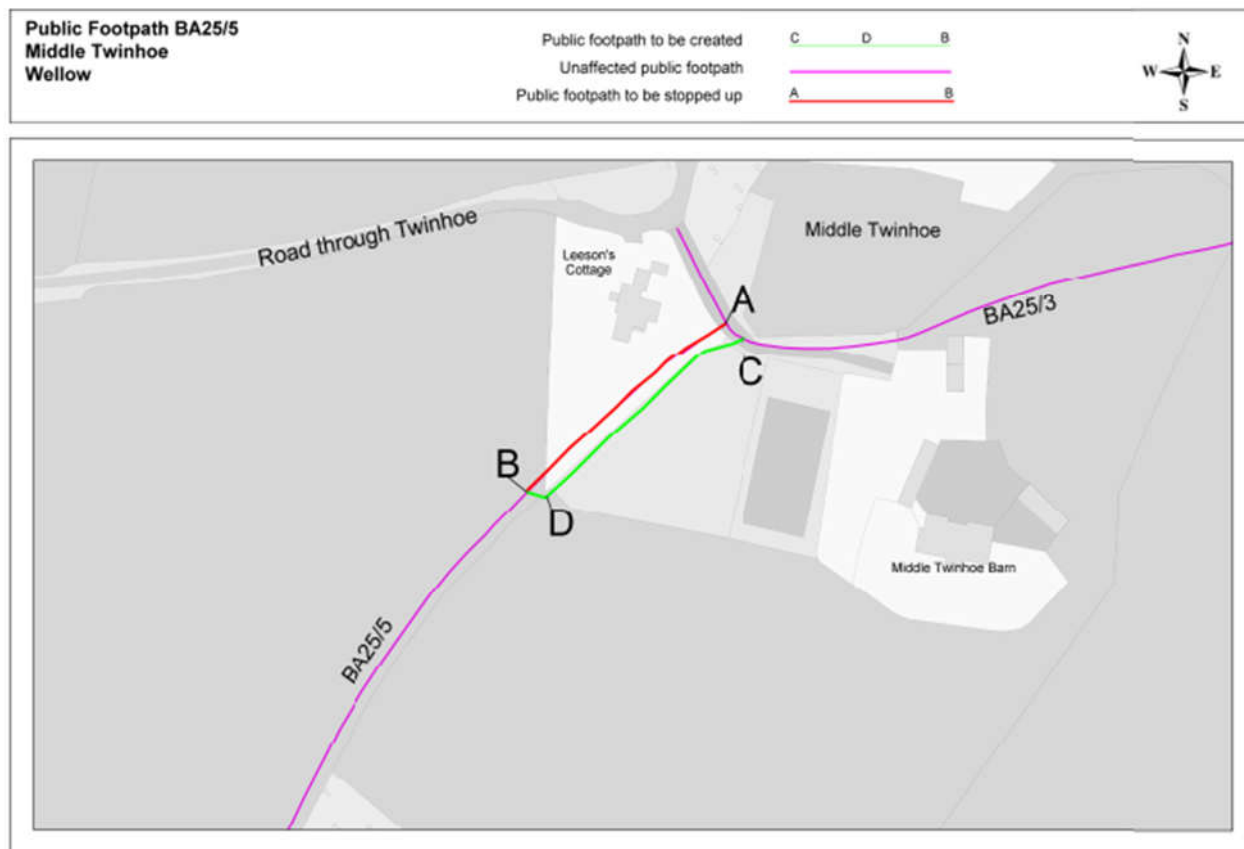 Public Footpath BA25/5
Middle Twinhoe
Wellow
Public footpath to be created
C D B
Unaffected public footpath
Public footpath to be stopped up
A B
N
W E
S
Road through Twinhoe
Leeson's
Cottage
Middle Twinhoe
A
BA25/3
C
B
D
Middle Twinhoe Barn
BA25/5